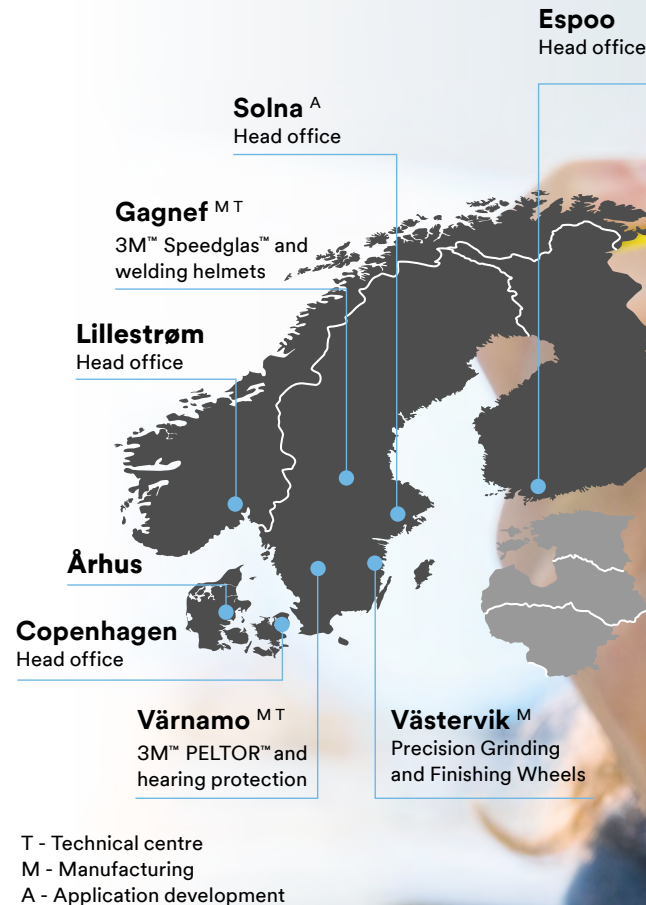 Espoo
Head office
Solna A
Head office
Gagnef M T
3M™ Speedglas™ and
welding helmets
Lillestrøm
Head office
Århus
Copenhagen
Head office
Värnamo M T
3M™ PELTOR™ and
hearing protection
Västervik M
Precision Grinding
and Finishing Wheels
T - Technical centre
M - Manufacturing
A - Application development